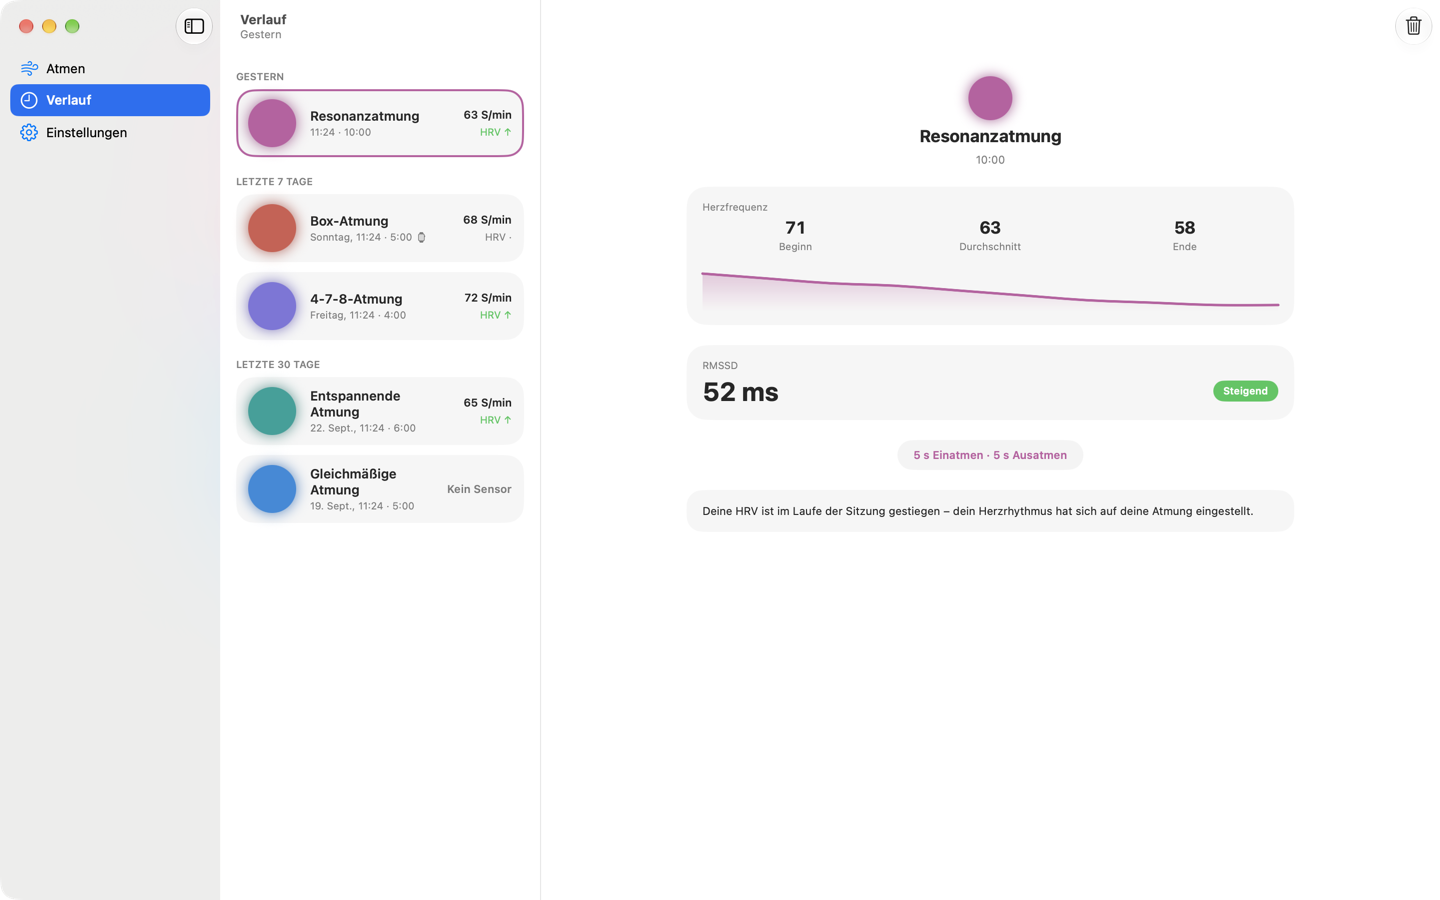 Atmen
Verlauf
Einstellungen
Verlauf
Gestern
GESTERN
Resonanzatmung
11:24 · 10:00
63 S/min
HRV ↑
LETZTE 7 TAGE
Box-Atmung
Sonntag, 11:24 · 5:00
68 S/min
HRV ·
4-7-8-Atmung
Freitag, 11:24 · 4:00
72 S/min
HRV ↑
LETZTE 30 TAGE
Entspannende
Atmung
22. Sept., 11:24 · 6:00
65 S/min
HRV ↑
Gleichmäßige
Atmung
19. Sept., 11:24 · 5:00
Kein Sensor
Resonanzatmung
10:00
Herzfrequenz
71
Beginn
63
Durchschnitt
58
Ende
RMSSD
52 ms
Steigend
5 s Einatmen · 5 s Ausatmen
Deine HRV ist im Laufe der Sitzung gestiegen – dein Herzrhythmus hat sich auf deine Atmung eingestellt.